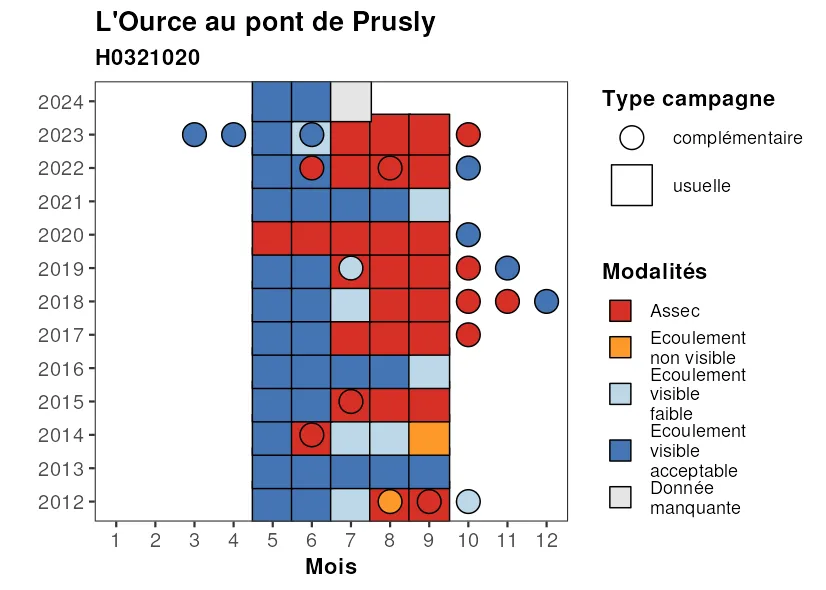 L'Ource au pont de Prusly
H0321020
2024
2023
2022
2021
2020
2019
2018
2017
2016
2015
2014
2013
2012
1 2 3 4 5 6 7 8 9 10 11 12
Mois
Type campagne
complémentaire
usuelle
Modalités
Assec
Ecoulement
non visible
Ecoulement
visible
faible
Ecoulement
visible
acceptable
Donnée
manquante